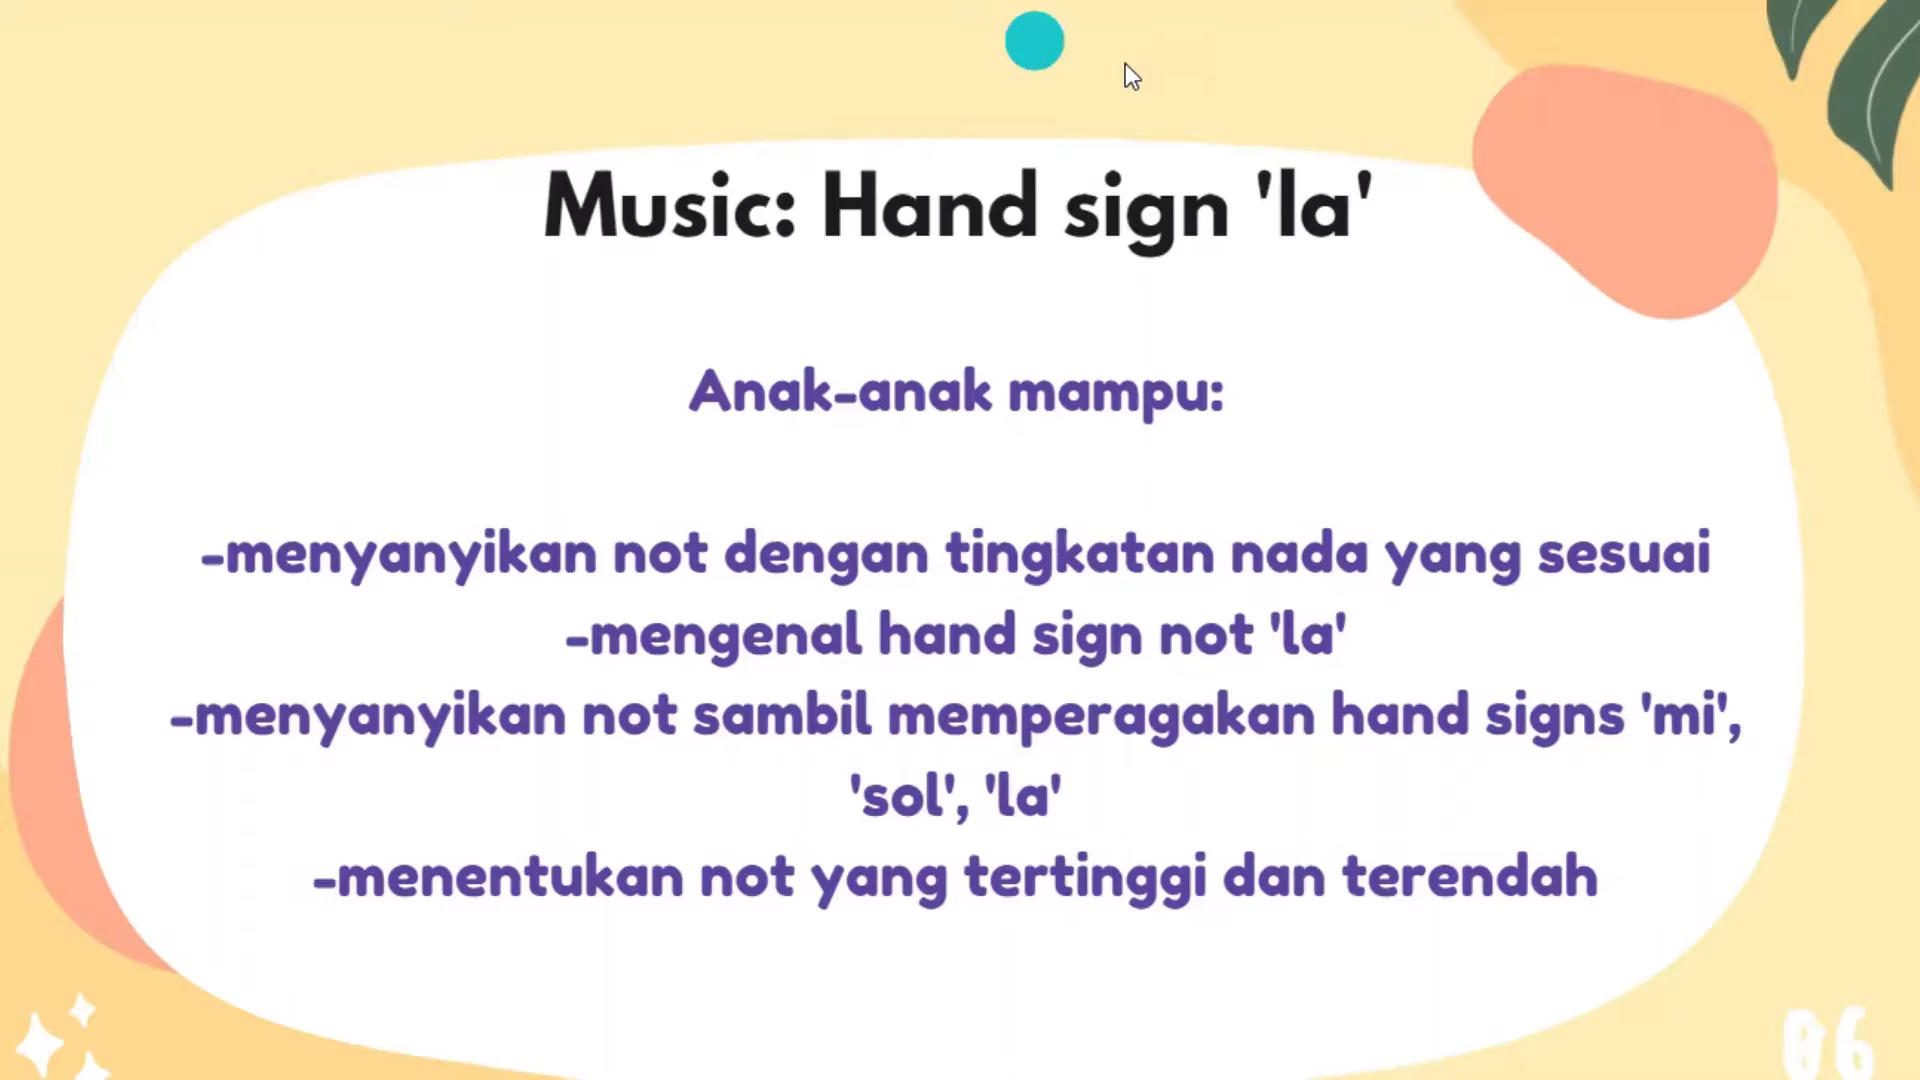 Music: Hand sign 'la'
Anak-anak mampu:
-menyanyikan not dengan tingkatan nada yang sesuai
-mengenal hand sign not 'la'
-menyanyikan not sambil memperagakan hand signs 'mi',
'sol', 'la'
-menentukan not yang tertinggi dan terendah